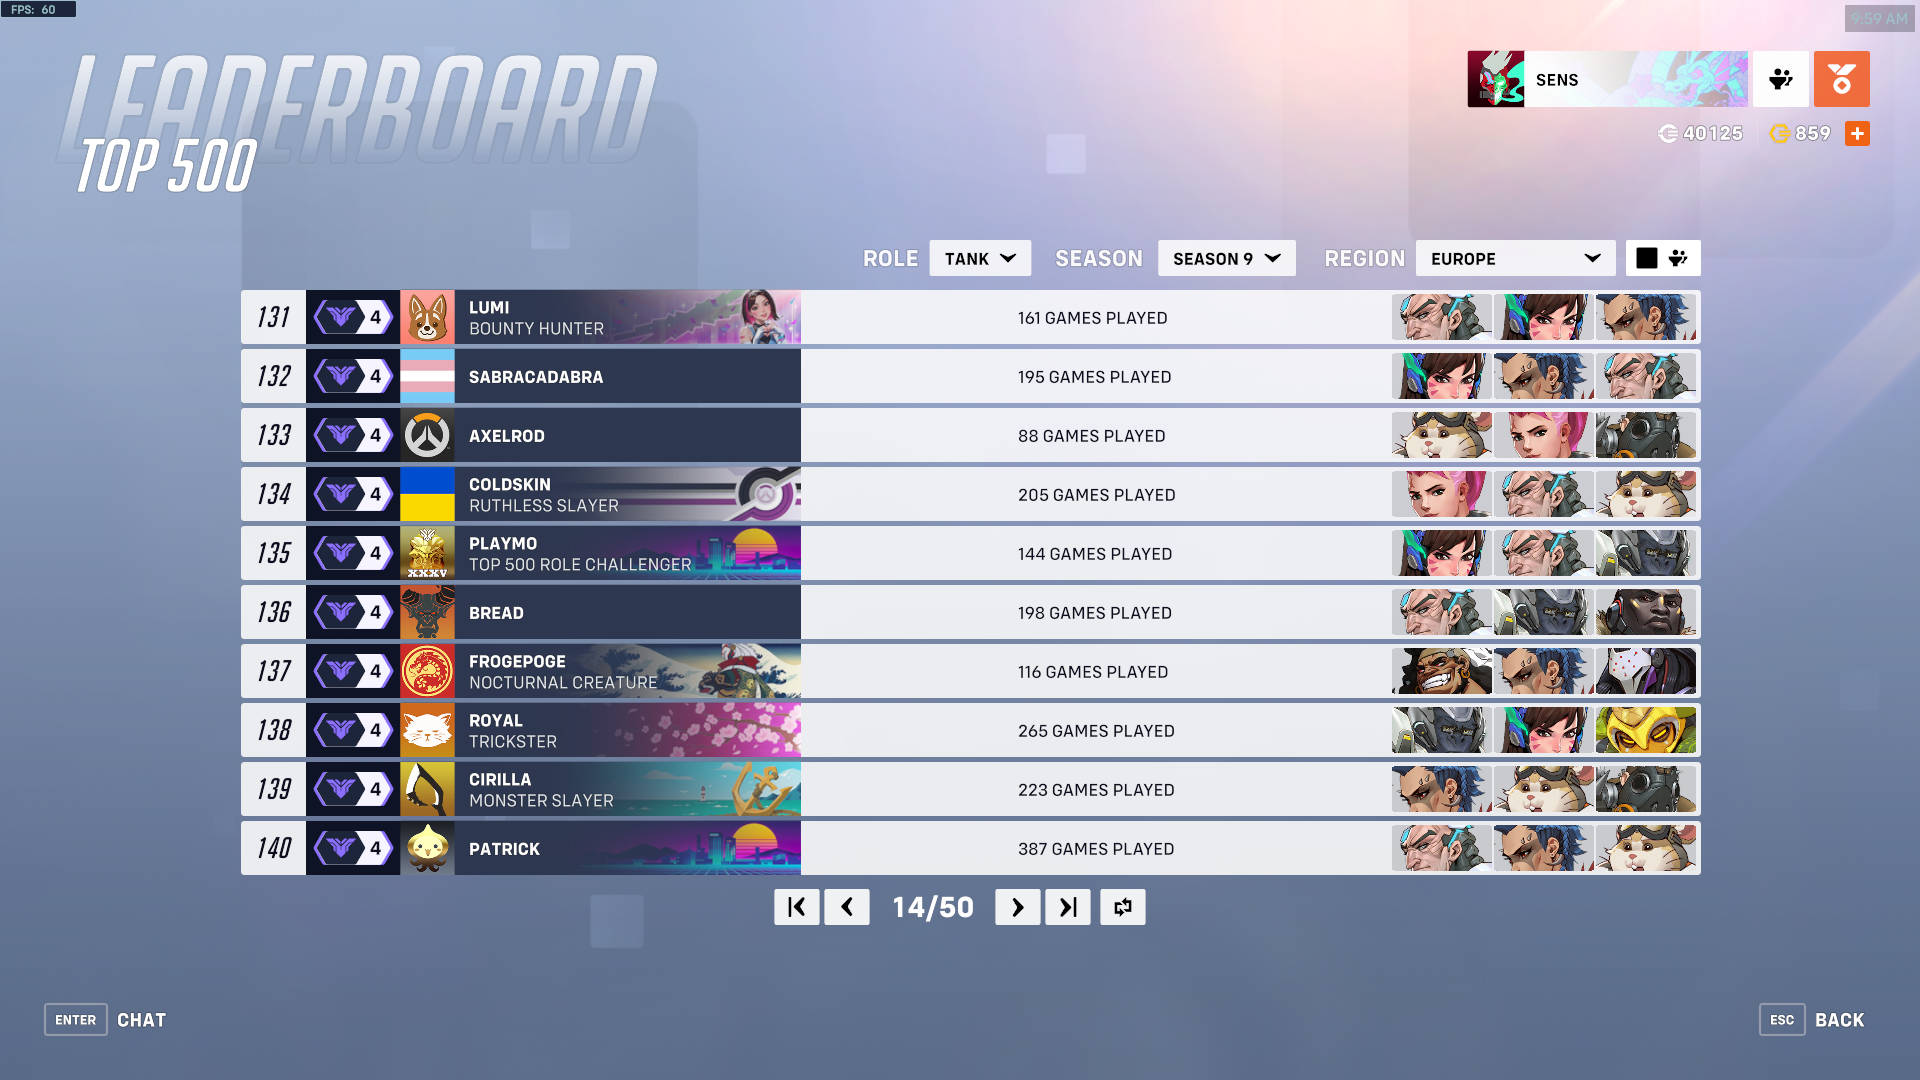 FPS: 60
9:59 AM
LEADERBOARD
TOP 500
SENS
40125
859
ROLE TANK SEASON SEASON 9 REGION EUROPE
131 4 LUMI
BOUNTY HUNTER
161 GAMES PLAYED
132 4 SABRACADABRA
195 GAMES PLAYED
133 4 AXELROD
88 GAMES PLAYED
134 4 COLDSKIN
RUTHLESS SLAYER
205 GAMES PLAYED
135 4 PLAYMO
XXXV
TOP 500 ROLE CHALLENGER
144 GAMES PLAYED
136 4 BREAD
198 GAMES PLAYED
137 4 FROGEPOGE
NOCTURNAL CREATURE
116 GAMES PLAYED
138 4 ROYAL
TRICKSTER
265 GAMES PLAYED
139 4 CIRILLA
MONSTER SLAYER
223 GAMES PLAYED
140 4 PATRICK
387 GAMES PLAYED
14/50
ENTER CHAT
ESC BACK